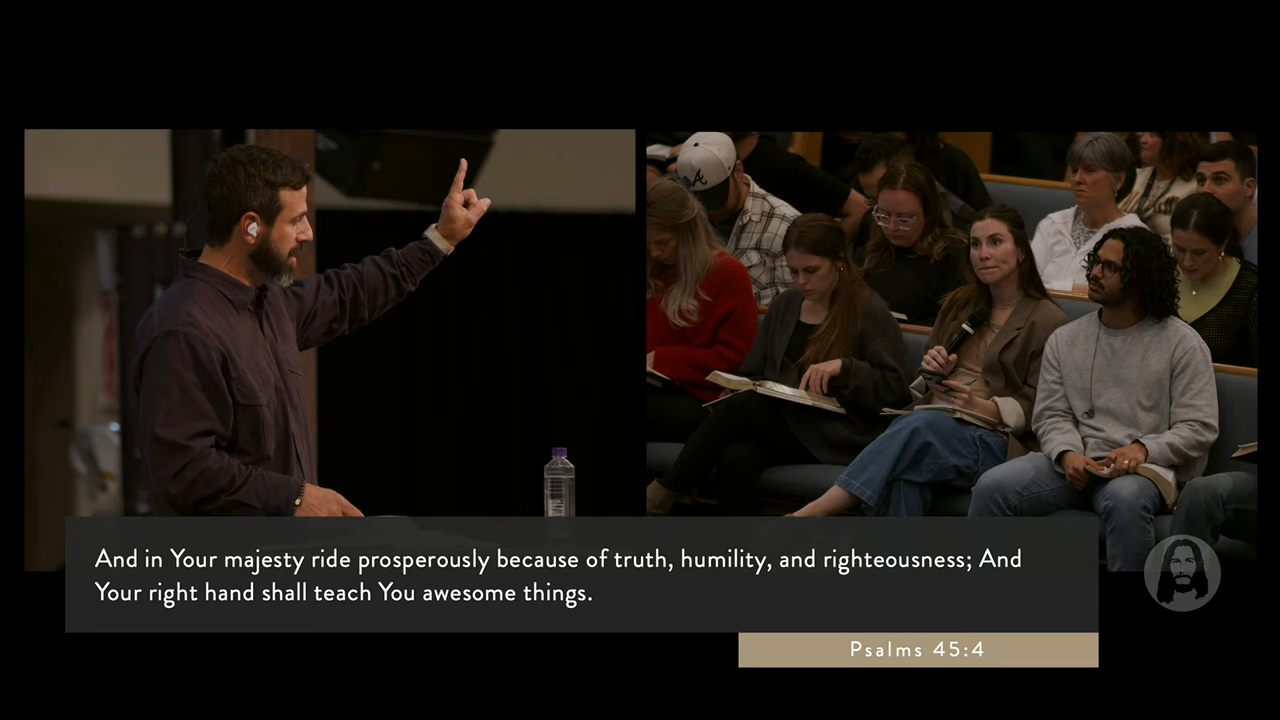 And in Your majesty ride prosperously because of truth, humility, and righteousness; And
Your right hand shall teach You awesome things.
Psalms 45:4